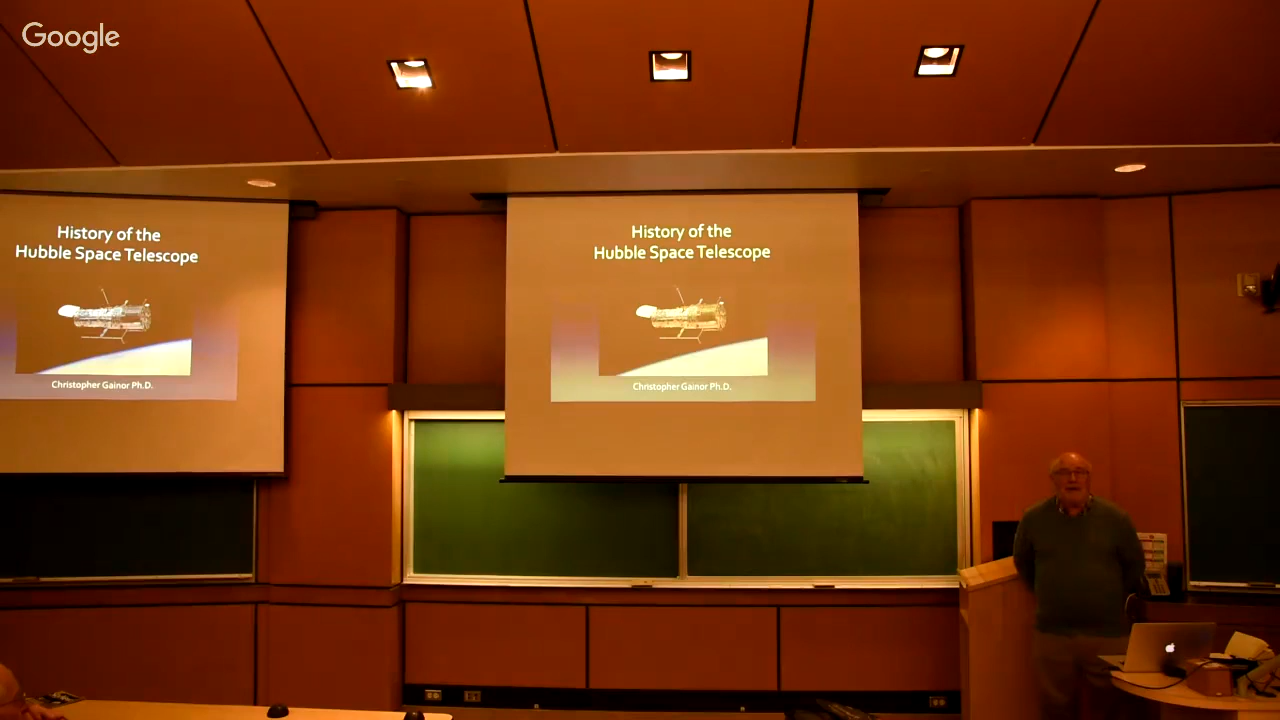 Google
History of the
Hubble Space Telescope
Christopher Gainor Ph.D.
History of the
Hubble Space Telescope
Christopher Gainor Ph.D.